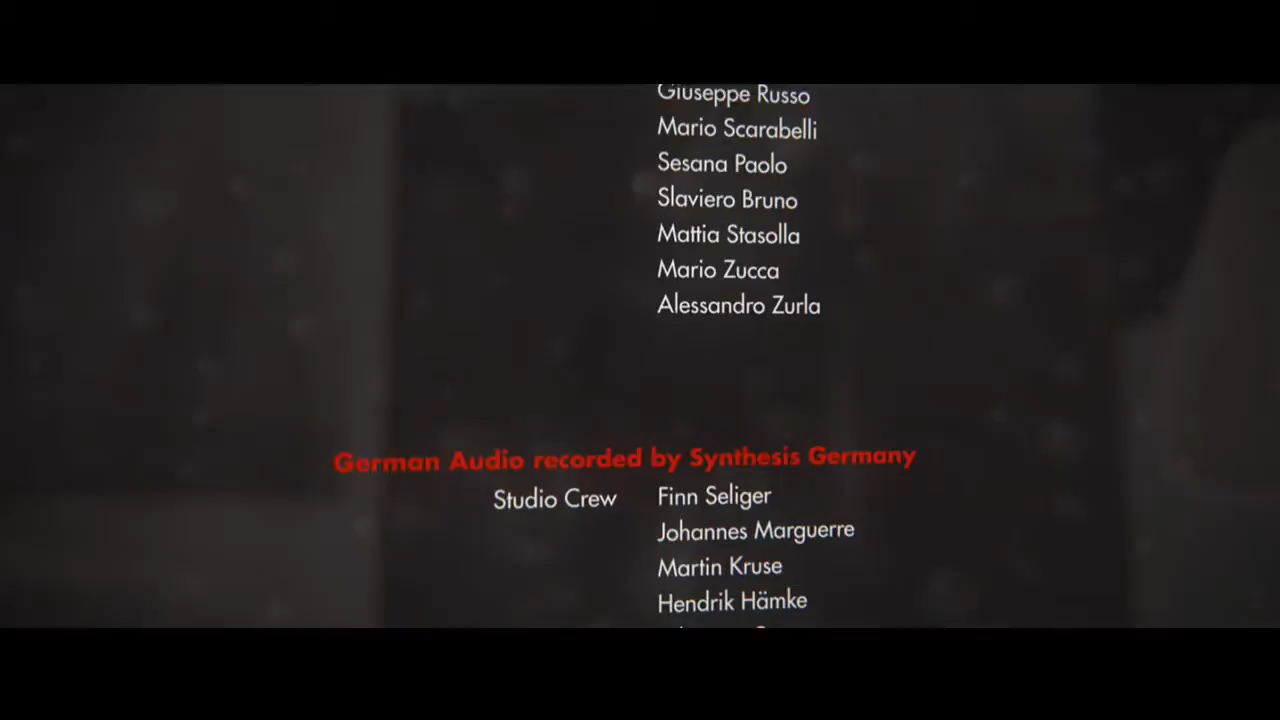 Giuseppe Russo
Mario Scarabelli
Sesana Paolo
Slaviero Bruno
Mattia Stasolla
Mario Zucca
Alessandro Zurla
German Audio recorded by Synthesis Germany
Studio Crew Finn Seliger
Johannes Marguerre
Martin Kruse
Hendrik Hämke